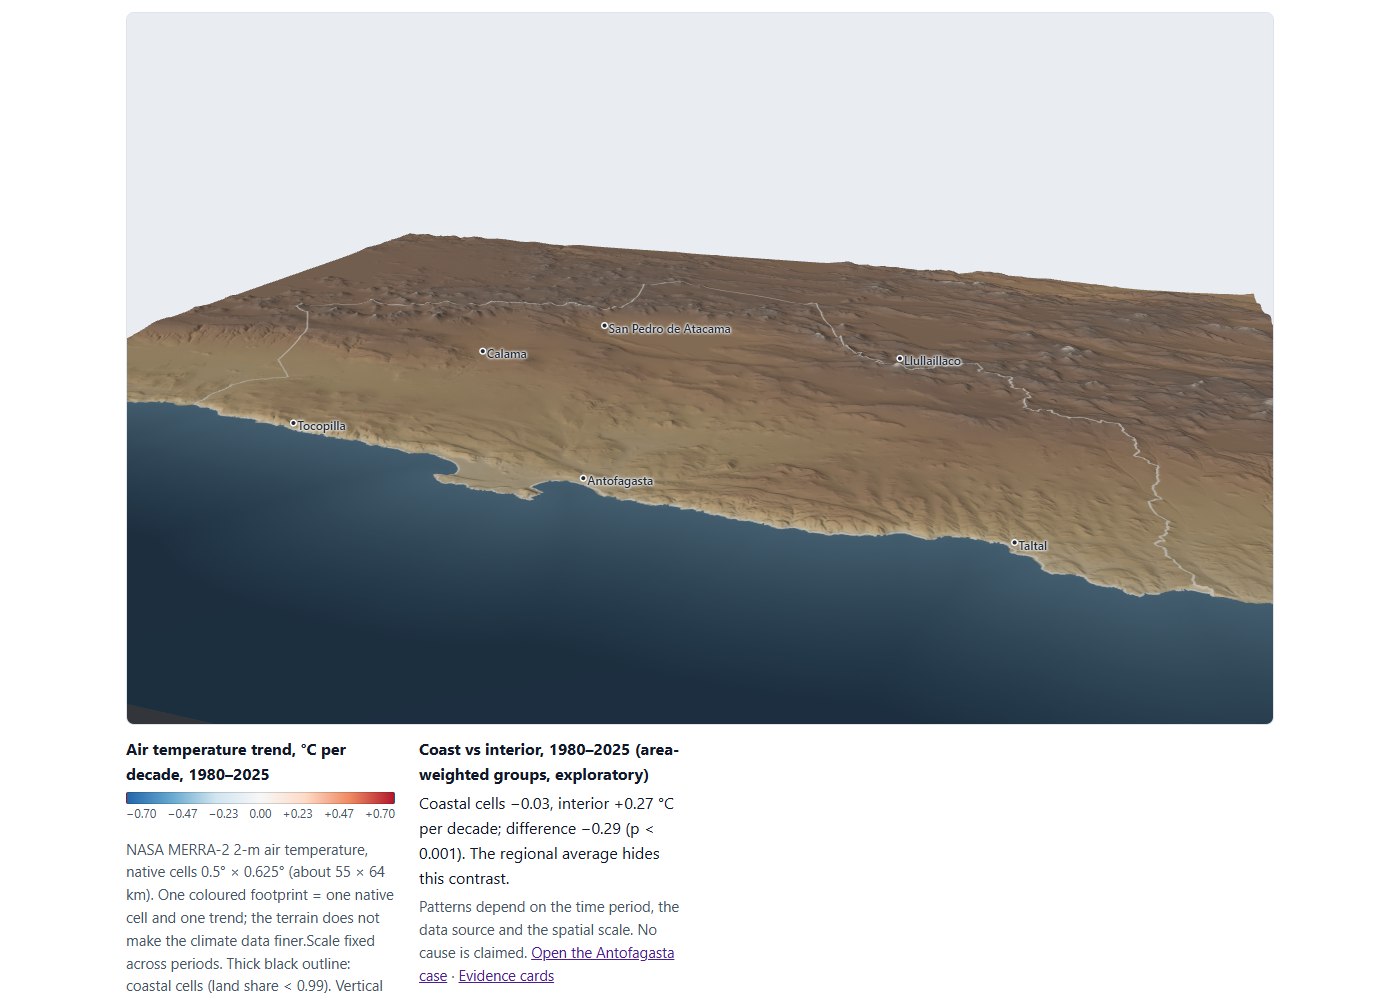 San Pedro de Atacama
Calama
Llullaillaco
Tocopilla
Antofagasta
Taltal
Air temperature trend, °C per
decade, 1980–2025
−0.70 −0.47 −0.23 0.00 +0.23 +0.47 +0.70
NASA MERRA-2 2-m air temperature,
native cells 0.5° × 0.625° (about 55 × 64
km). One coloured footprint = one native
cell and one trend; the terrain does not
make the climate data finer.Scale fixed
across periods. Thick black outline:
coastal cells (land share < 0.99). Vertical
Coast vs interior, 1980–2025 (area-
weighted groups, exploratory)
Coastal cells −0.03, interior +0.27 °C
per decade; difference −0.29 (p <
0.001). The regional average hides
this contrast.
Patterns depend on the time period, the
data source and the spatial scale. No
cause is claimed. Open the Antofagasta
case · Evidence cards